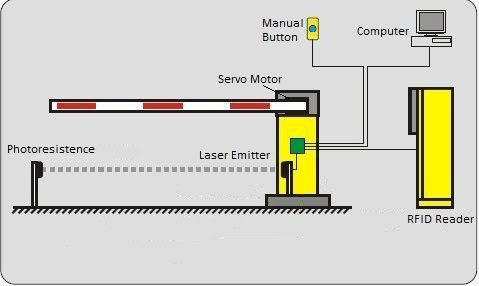 Manual
Button
Computer
Servo Motor
Photoresistence
Laser Emitter
RFID Reader